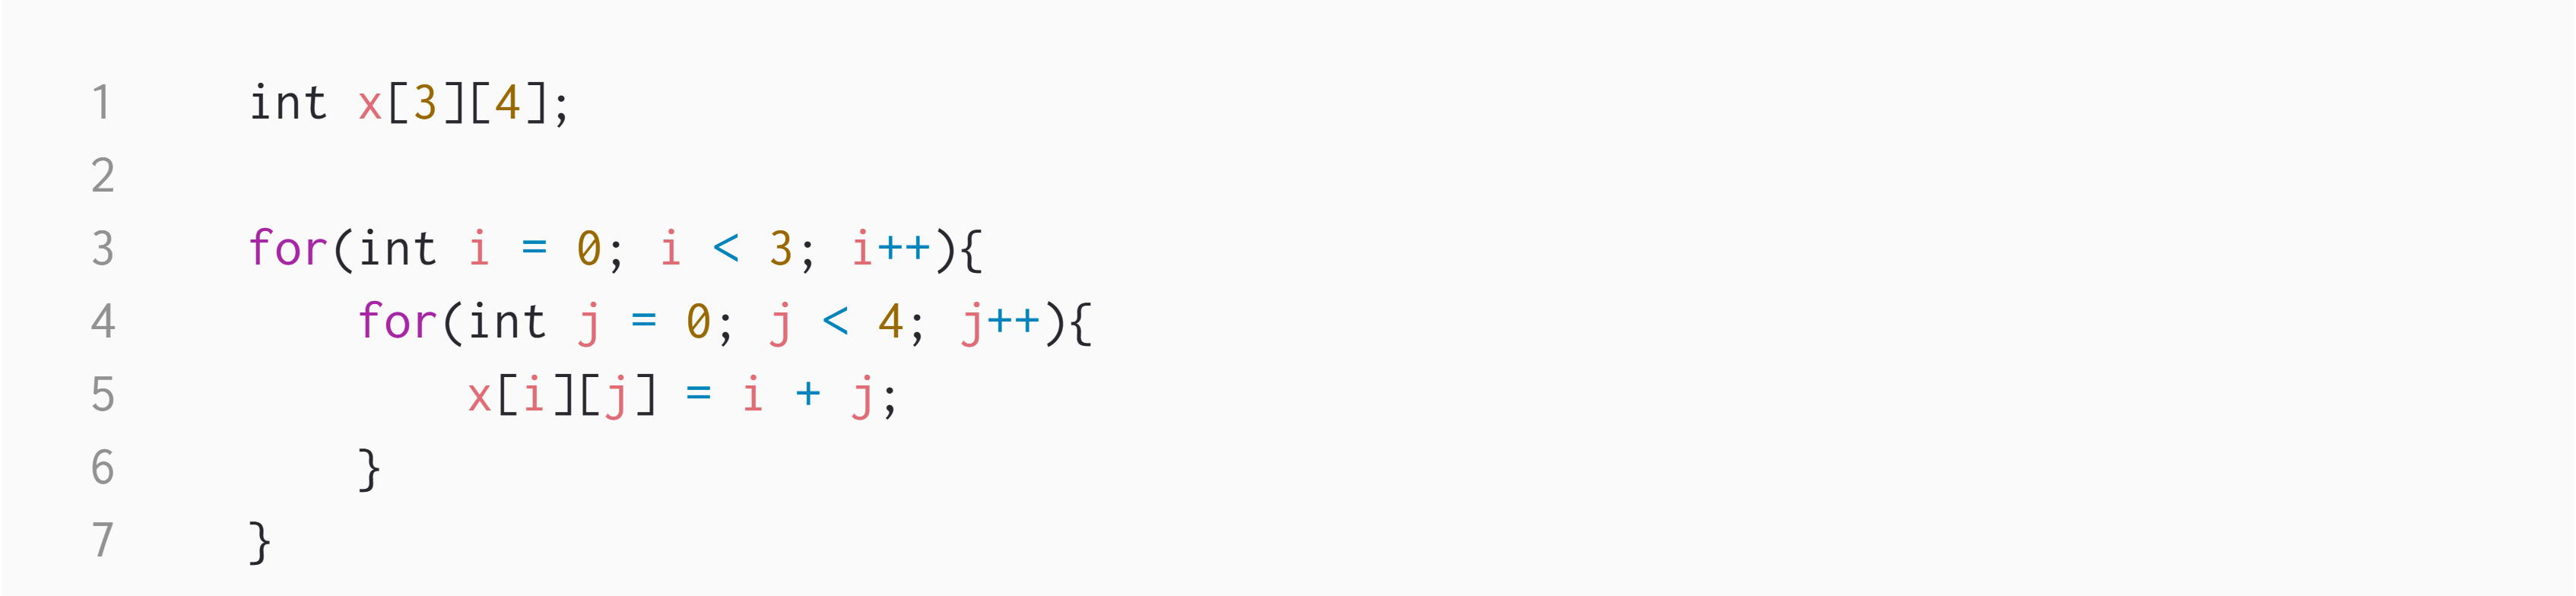 1 int x[3][4];
2
3 for(int i = 0; i < 3; i++){
4 for(int j = 0; j < 4; j++){
5 x[i][j] = i + j;
6 }
7 }